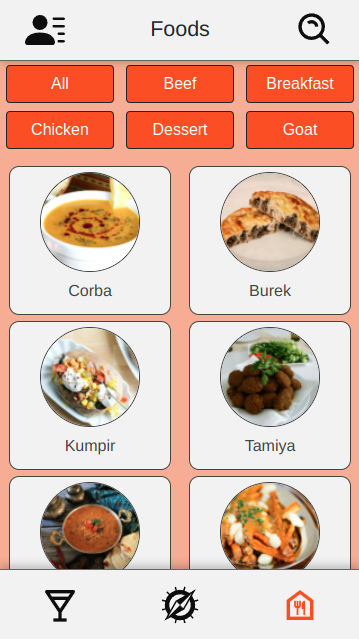 Foods
All
Beef
Breakfast
Chicken
Dessert
Goat
Corba
Burek
Kumpir
Tamiya